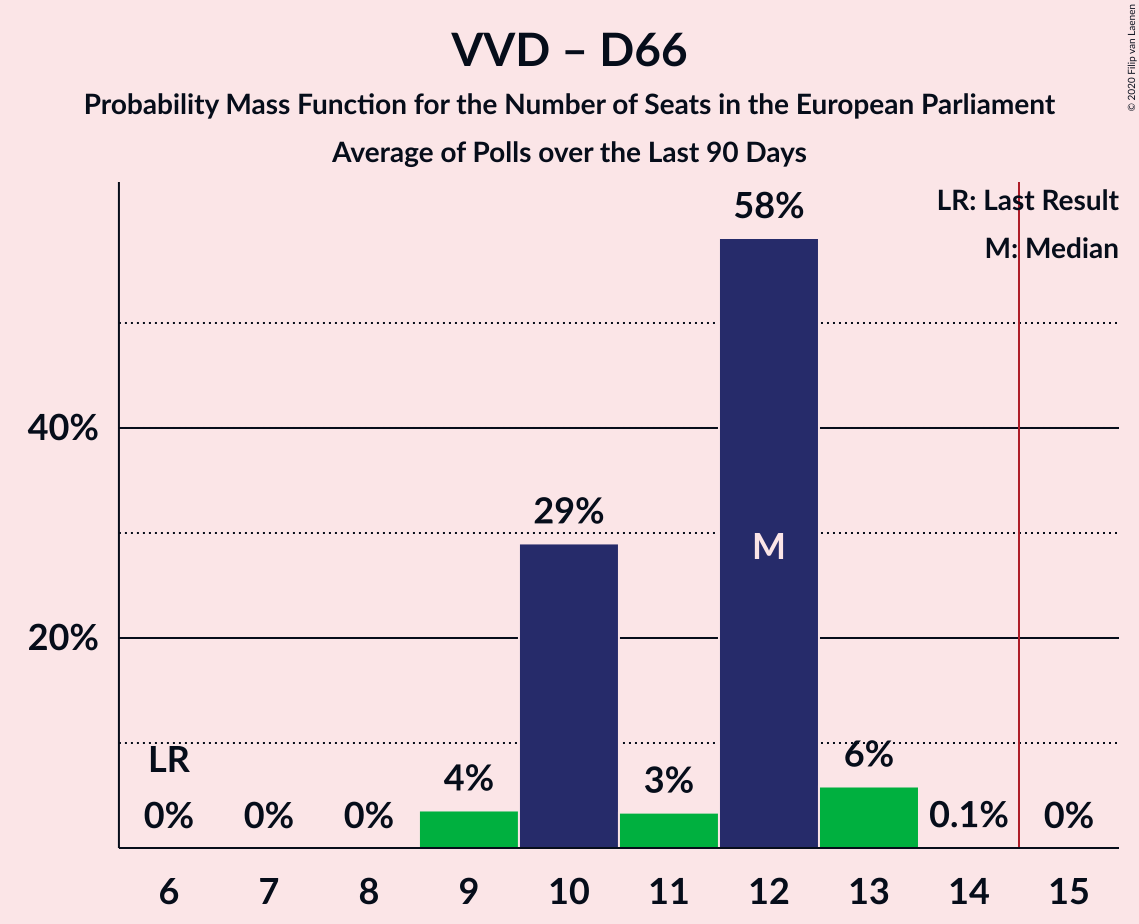 VVD – D66
Probability Mass Function for the Number of Seats in the European Parliament
Average of Polls over the Last 90 Days
© 2020 Filip van Laenen
LR: Last Result
M: Median
58%
40%
29%
M
20%
LR
0%
0%
0%
4%
3%
6%
0.1%
0%
6 7 8 9 10 11 12 13 14 15